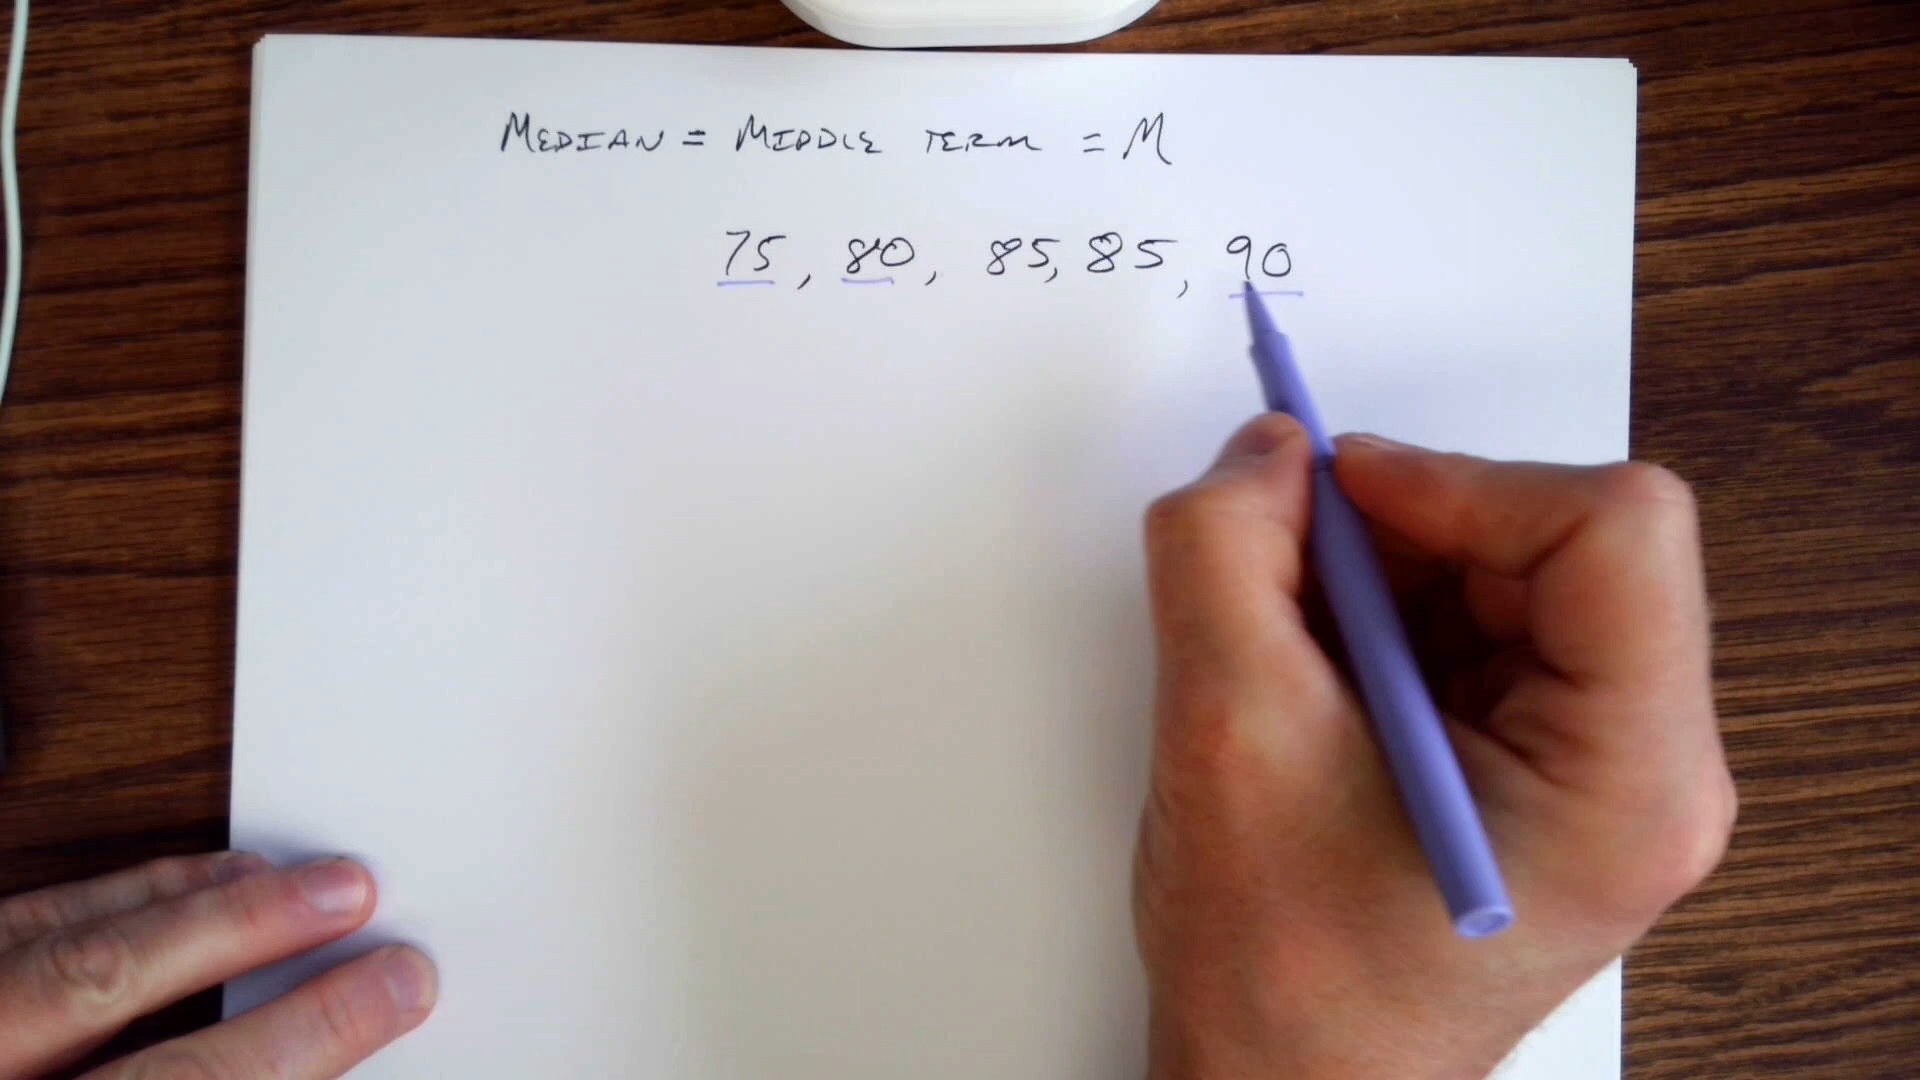 MEDIAN = MIDDLE TERM = M
75, 80, 85, 85, 90